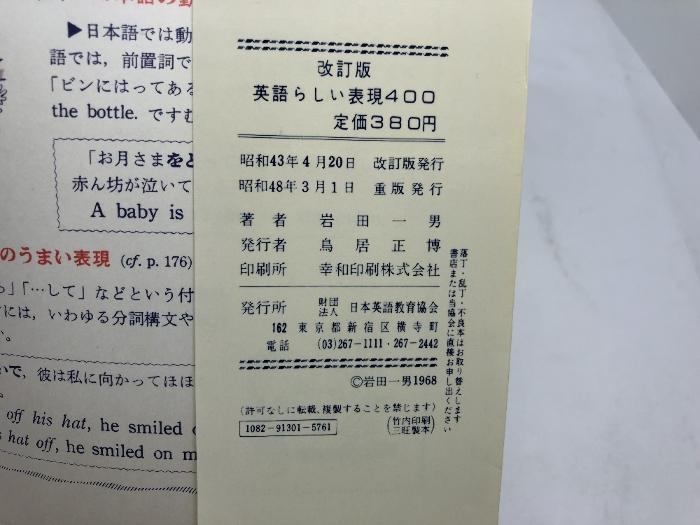 ▶日本語では動
語では，前置詞で
「ビンにはってある
the bottle. ですむ
「お月さまをと
赤ん坊が泣いて
A baby is
のうまい表現 (cf. p. 176)
」「…して」などという付
には，いわゆる分詞構文や
いで，彼は私に向かってほほ
off his hat, he smiled
hat off, he smiled on m
改訂版
英語らしい表現400
定価380円
昭和43年4月20日 改訂版発行
昭和48年3月1日 重版発行
著者 岩田一男
発行者 鳥居正博
印刷所 幸和印刷株式会社
発行所 財団法人 日本英語教育協会
162 東京都新宿区横寺町
電話 (03)267-1111・267-2442
©岩田一男1968
(許可なしに転載、複製することを禁じます)
1082-91301-5761
(竹内印刷 三旺製本)
落丁・乱丁・不良本はお取り替えします
書店または当協会に直接お申し出ください